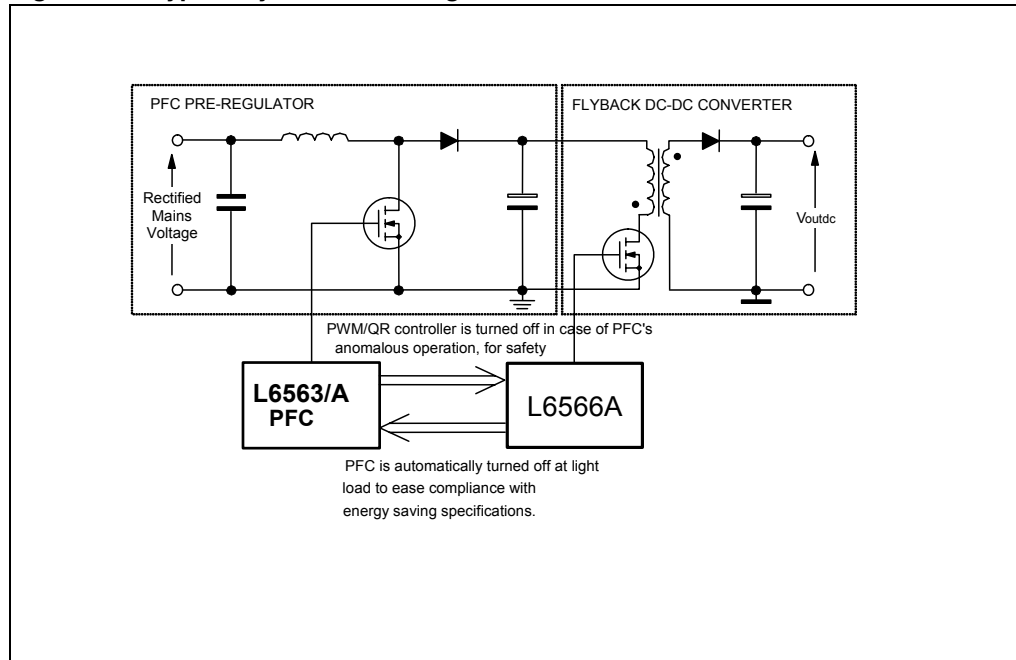 PFC PRE-REGULATOR
FLYBACK DC-DC CONVERTER
Rectified
Mains
Voltage
Voutdc
PWM/QR controller is turned off in case of PFC's
anomalous operation, for safety
L6563/A
PFC
L6566A
PFC is automatically turned off at light
load to ease compliance with
energy saving specifications.